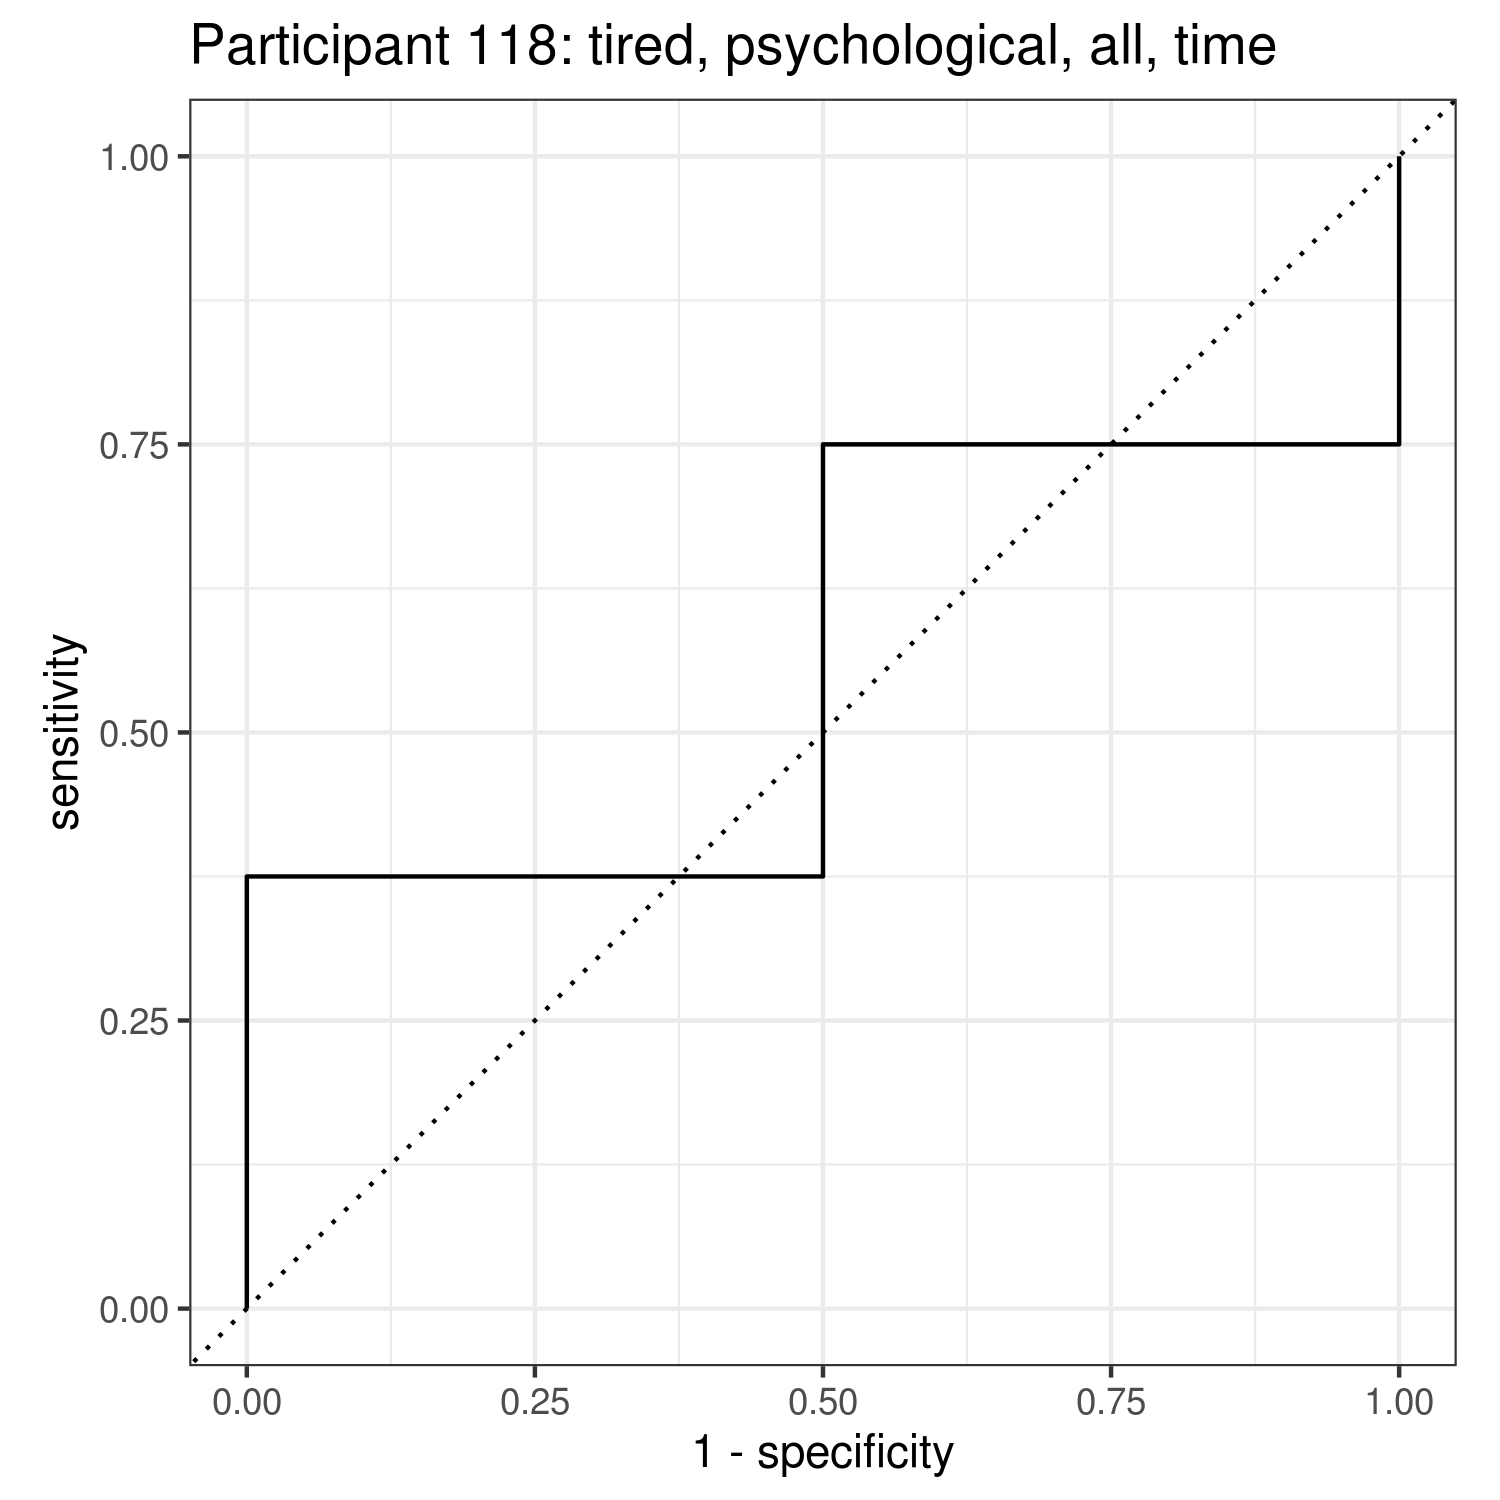 Participant 118: tired, psychological, all, time
1.00
0.75
0.50
0.25
0.00
sensitivity
0.00 0.25 0.50 0.75 1.00
1 - specificity